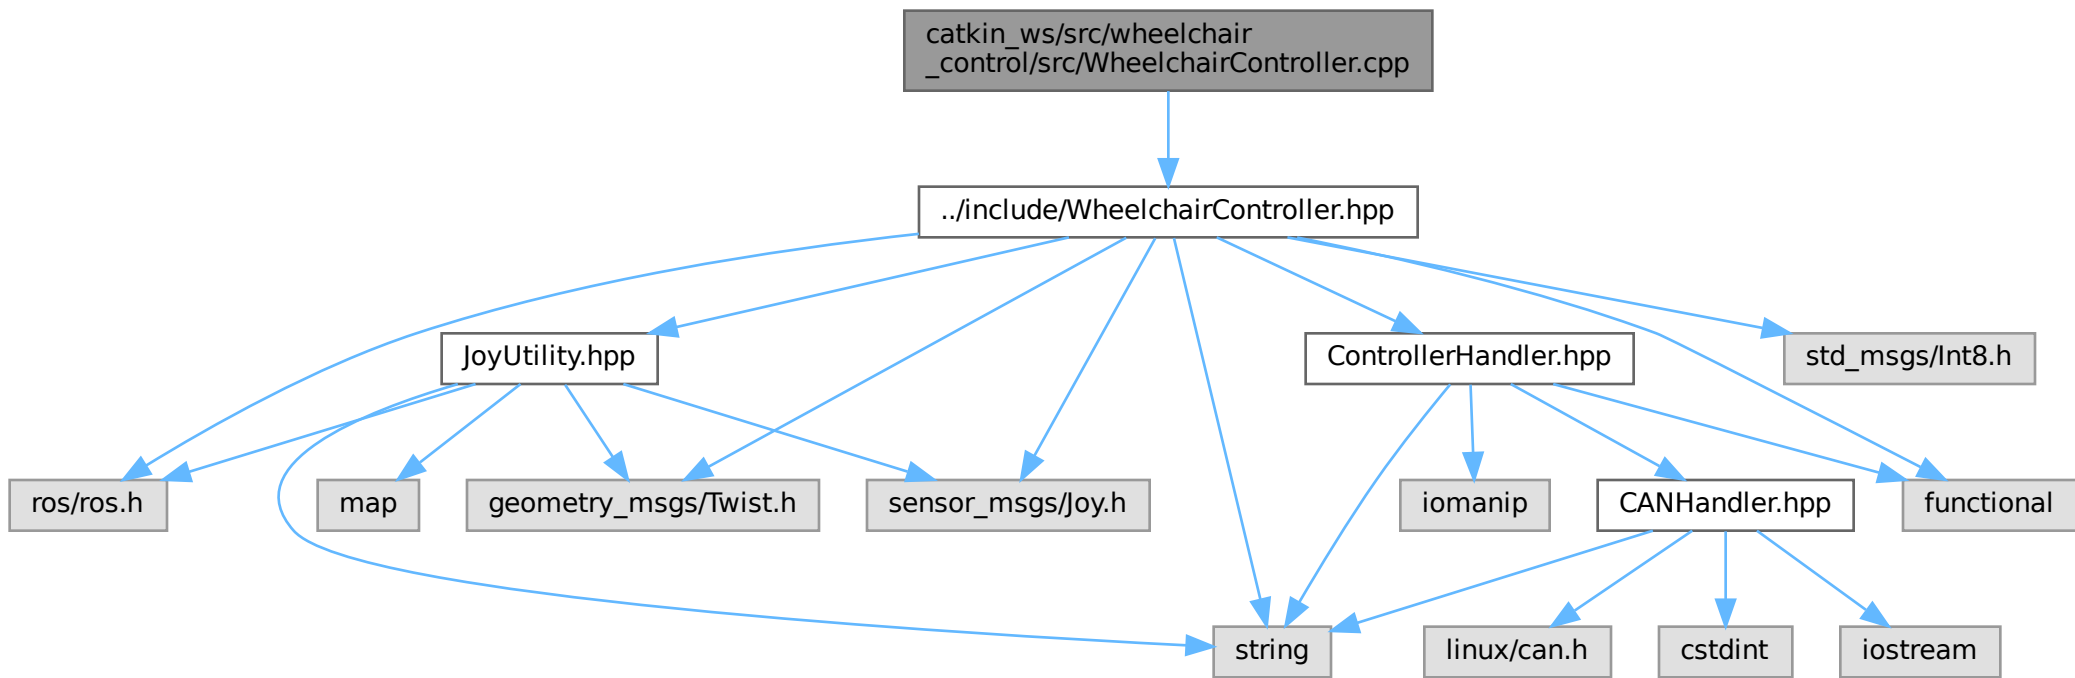 catkin_ws/src/wheelchair
_control/src/WheelchairController.cpp
../include/WheelchairController.hpp
JoyUtility.hpp
ControllerHandler.hpp
std_msgs/Int8.h
ros/ros.h
map
geometry_msgs/Twist.h
sensor_msgs/Joy.h
iomanip
CANHandler.hpp
functional
string
linux/can.h
cstdint
iostream